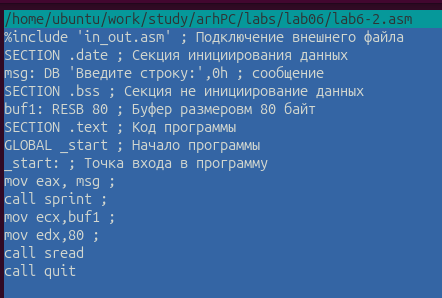 /home/ubuntu/work/study/arhPC/labs/lab06/lab6-2.asm
%include 'in_out.asm' ; Подключение внешнего файла
SECTION .date ; Секция инициирования данных
msg: DB 'Введите строку:',0h ; сообщение
SECTION .bss ; Секция не инициирование данных
buf1: RESB 80 ; Буфер размеровм 80 байт
SECTION .text ; Код программы
GLOBAL _start ; Начало программы
_start: ; Точка входа в программу
mov eax, msg ;
call sprint ;
mov ecx,buf1 ;
mov edx,80 ;
call sread
call quit